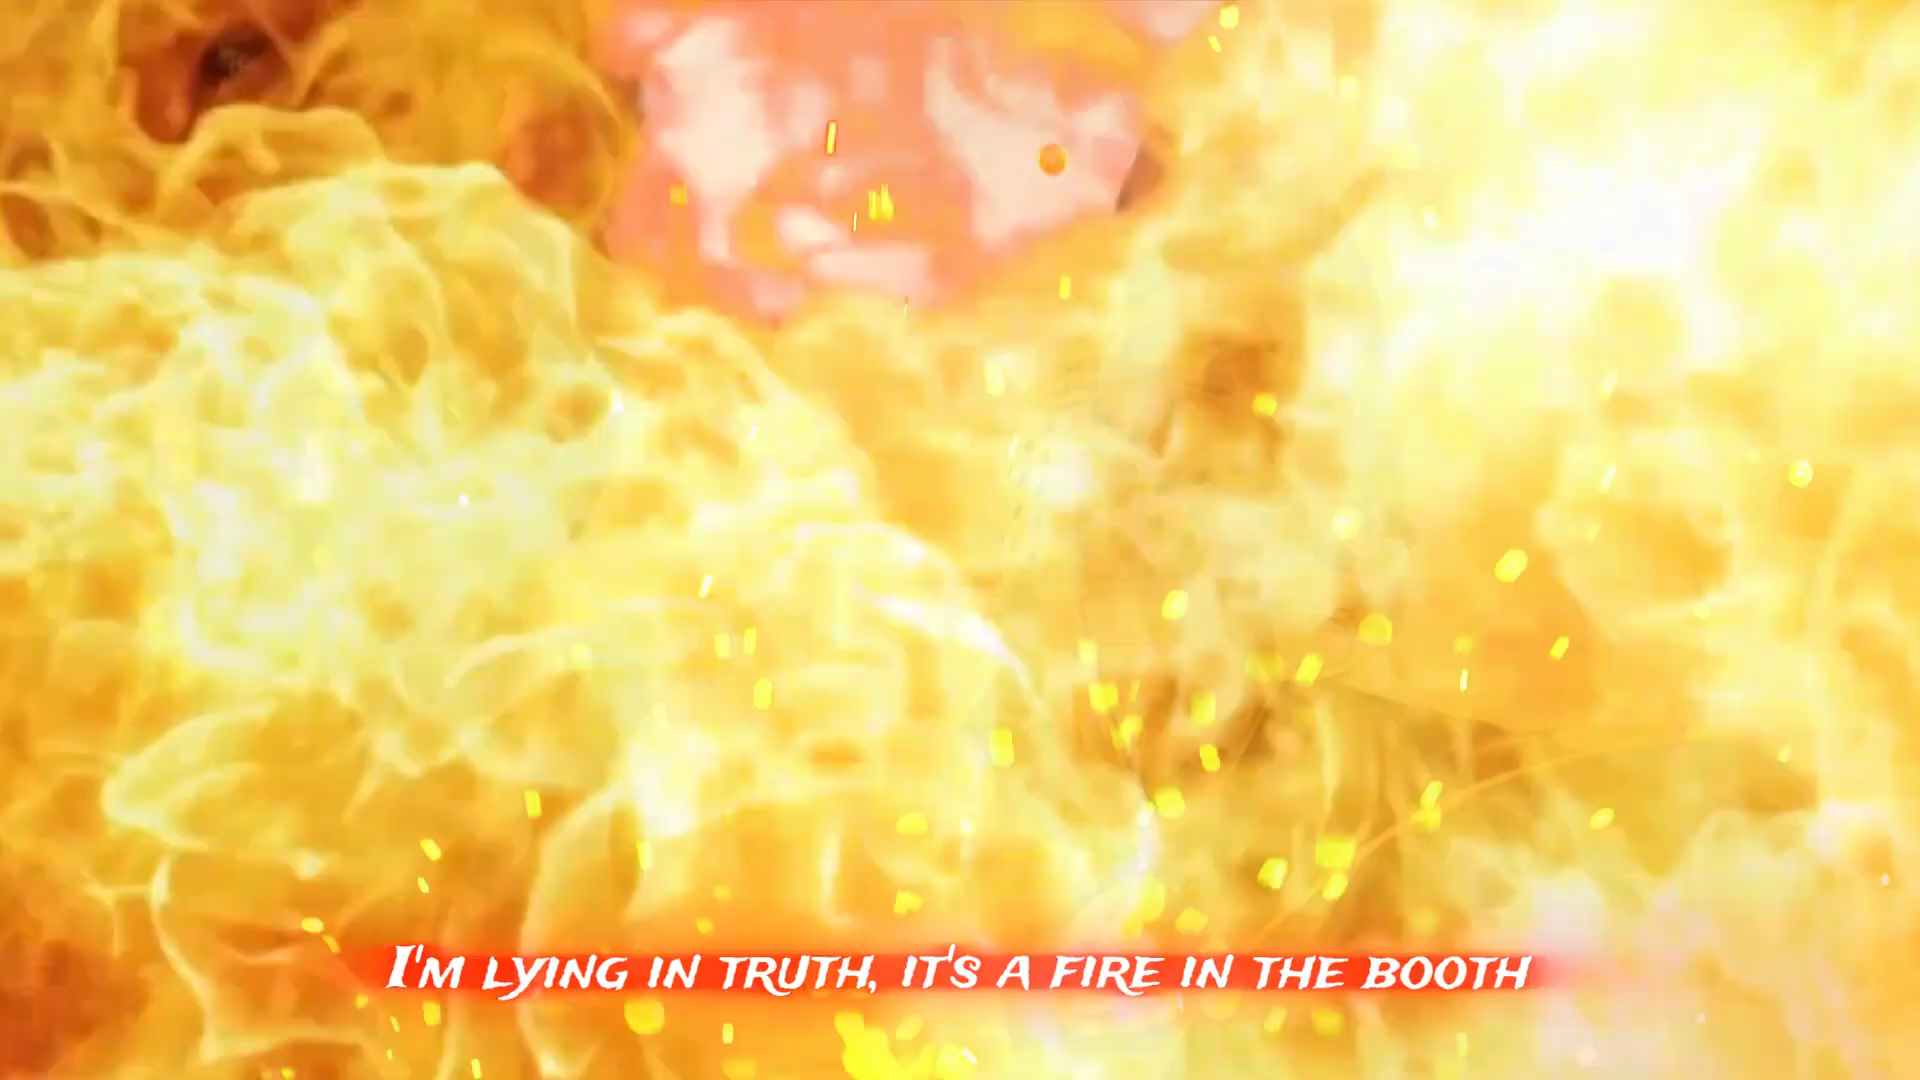 I'm lying in truth, it's a fire in the booth